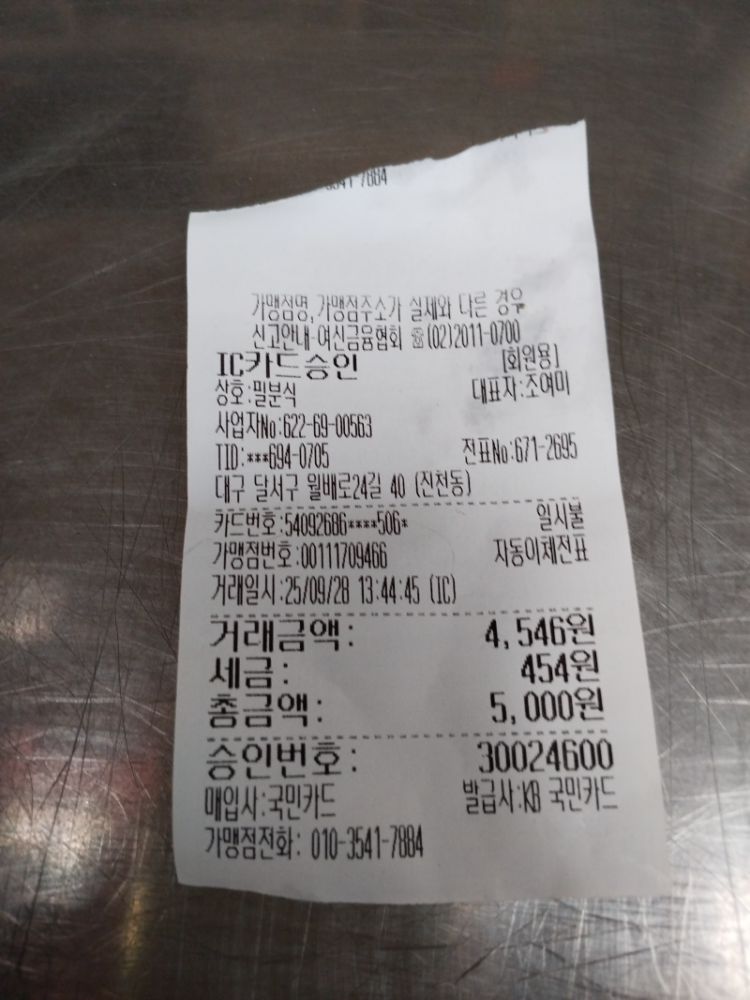 7884
가맹점명,가맹점주소가 실제와 다른 경우
신고안내 여신금융협회 ☎(02)2011-0700
IC카드승인 [회원용]
상호:필분식 대표자:조여미
사업자No:622-69-00563
TID:***694-0705 전표No:671-2695
대구 달서구 월배로24길 40 (진천동)
카드번호:54092686****506* 일시불
가맹점번호:00111709466 자동이체전표
거래일시:25/09/28 13:44:45 (IC)
거래금액: 4,546원
세금: 454원
총금액: 5,000원
승인번호: 30024600
매입사:국민카드 발급사:KB 국민카드
가맹점전화: 010-3541-7884